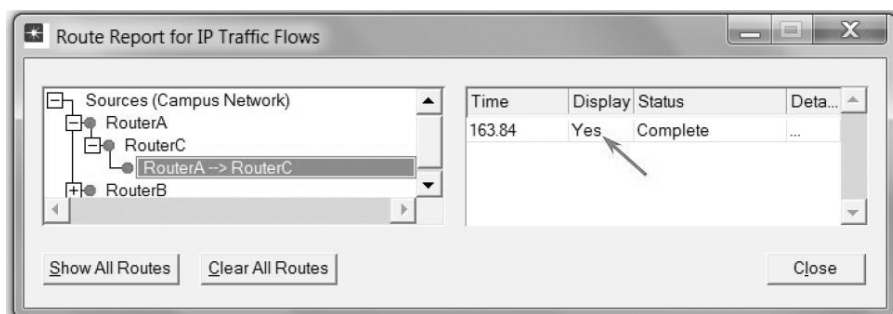 Route Report for IP Traffic Flows
Sources (Campus Network)
RouterA
RouterC
RouterA --> RouterC
RouterB
Time Display Status Deta...
163.84 Yes Complete ...
Show All Routes Clear All Routes Close